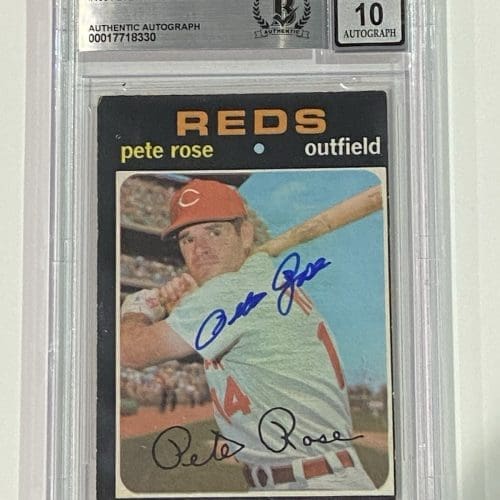 AUTHENTIC AUTOGRAPH
00017718330
AUTHENTIC
10
AUTOGRAPH
REDS
pete rose outfield
C
Pete Rose
14
Pete Rose